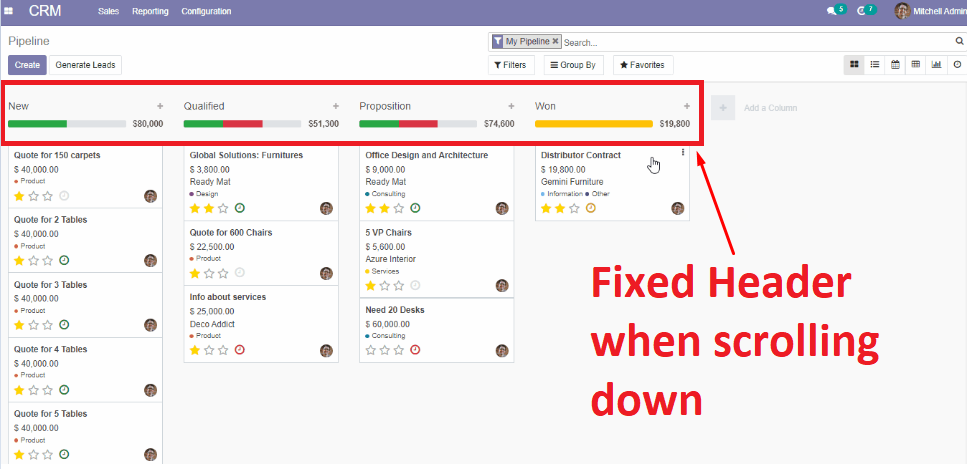 CRM Sales Reporting Configuration 5 7 Mitchell Admin
Pipeline
My Pipeline × Search...
Create Generate Leads
Filters Group By Favorites
New + Qualified + Proposition + Won + + Add a Column
$80,000 $51,300 $74,600 $19,800
Quote for 150 carpets
$ 40,000.00
Product
Quote for 2 Tables
$ 40,000.00
Product
Quote for 3 Tables
$ 40,000.00
Product
Quote for 4 Tables
$ 40,000.00
Product
Quote for 5 Tables
$ 40,000.00
Product
Global Solutions: Furnitures
$ 3,800.00
Ready Mat
Design
Quote for 600 Chairs
$ 22,500.00
Product
Info about services
$ 25,000.00
Deco Addict
Product
Office Design and Architecture
$ 9,000.00
Ready Mat
Consulting
5 VP Chairs
$ 5,600.00
Azure Interior
Services
Need 20 Desks
$ 60,000.00
Consulting
Distributor Contract
$ 19,800.00
Gemini Furniture
Information Other
Fixed Header
when scrolling
down